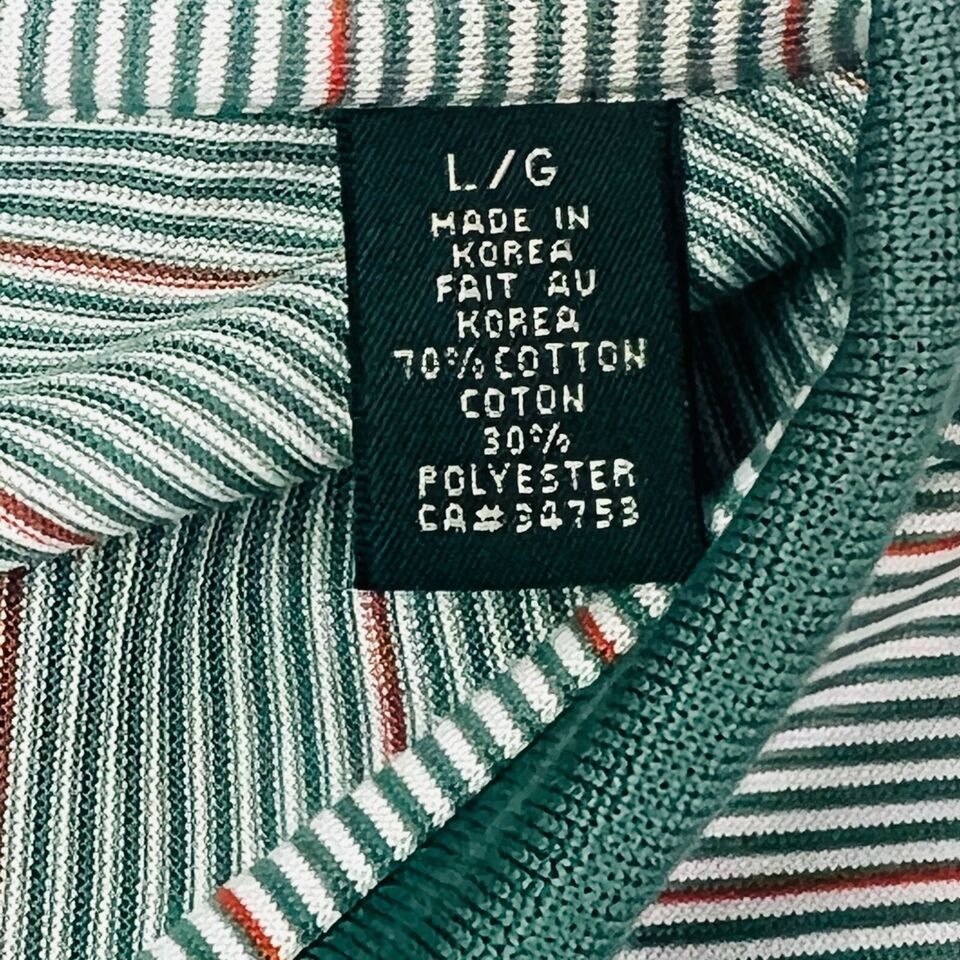 L/G
MADE IN
KOREA
FAIT AU
KOREA
70% COTTON
COTON
30%
POLYESTER
CA#34753